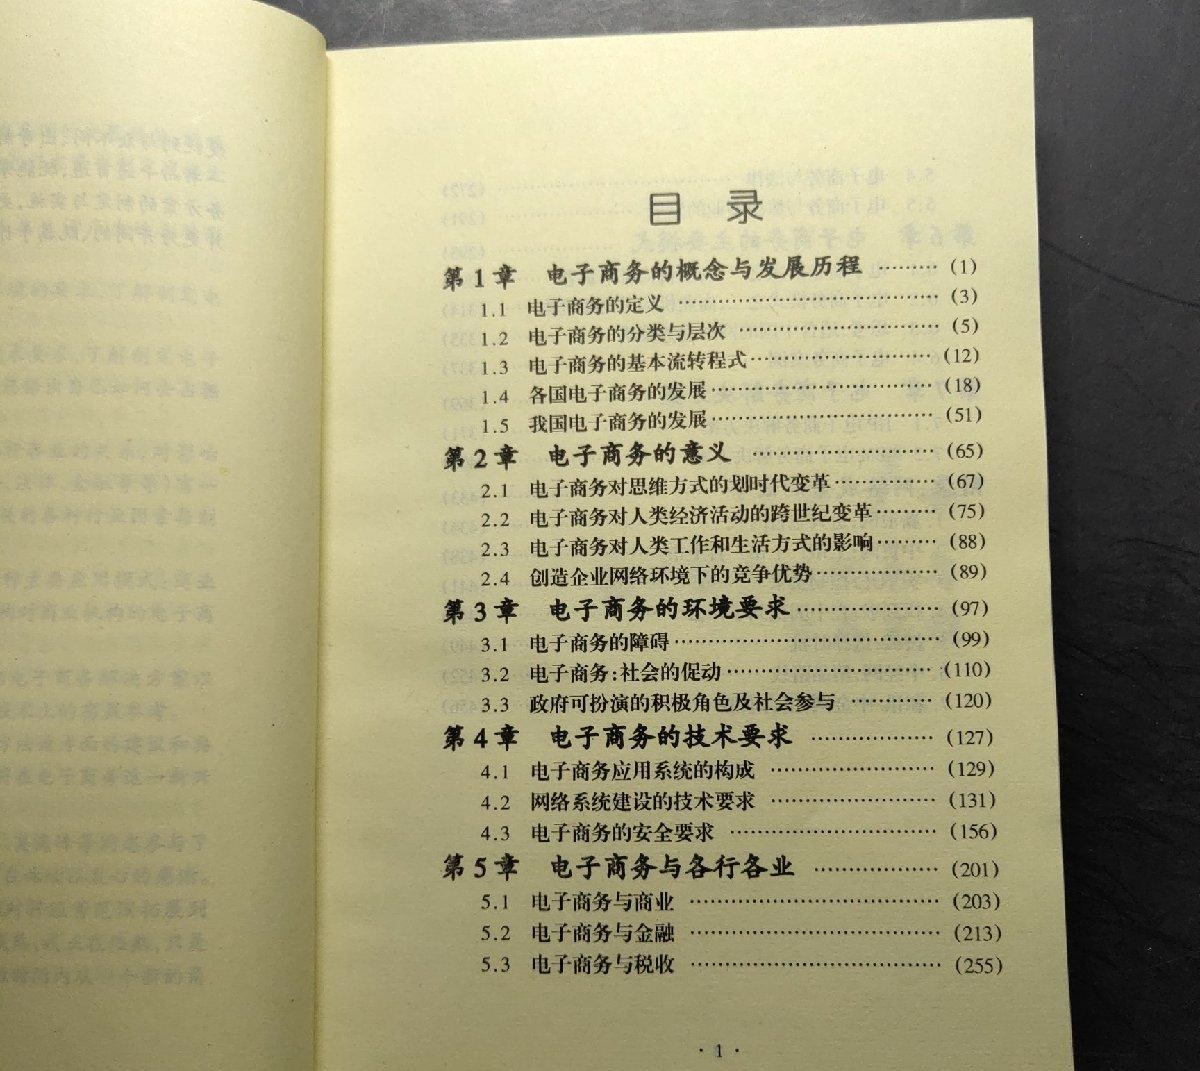 目 录
第1章 电子商务的概念与发展历程 ……… (1)
1.1 电子商务的定义 ……………………………… (3)
1.2 电子商务的分类与层次 ……………………… (5)
1.3 电子商务的基本流转程式 …………………… (12)
1.4 各国电子商务的发展 ………………………… (18)
1.5 我国电子商务的发展 ………………………… (51)
第2章 电子商务的意义 …………………… (65)
2.1 电子商务对思维方式的划时代变革 ………… (67)
2.2 电子商务对人类经济活动的跨世纪变革 …… (75)
2.3 电子商务对人类工作和生活方式的影响 …… (88)
2.4 创造企业网络环境下的竞争优势 …………… (89)
第3章 电子商务的环境要求 ……………… (97)
3.1 电子商务的障碍 ……………………………… (99)
3.2 电子商务:社会的促动 ……………………… (110)
3.3 政府可扮演的积极角色及社会参与 ………… (120)
第4章 电子商务的技术要求 ……………… (127)
4.1 电子商务应用系统的构成 …………………… (129)
4.2 网络系统建设的技术要求 …………………… (131)
4.3 电子商务的安全要求 ………………………… (156)
第5章 电子商务与各行各业 ……………… (201)
5.1 电子商务与商业 ……………………………… (203)
5.2 电子商务与金融 ……………………………… (213)
5.3 电子商务与税收 ……………………………… (255)
· 1 ·